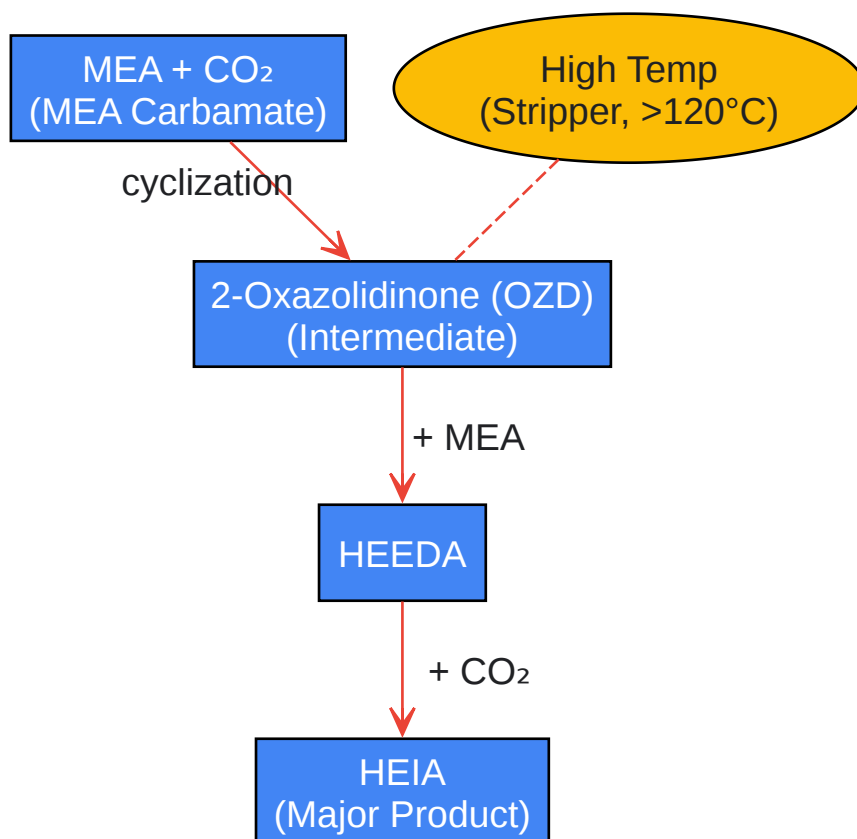 MEA + CO₂
(MEA Carbamate)
High Temp
(Stripper, >120°C)
cyclization
2-Oxazolidinone (OZD)
(Intermediate)
+ MEA
HEEDA
+ CO₂
HEIA
(Major Product)